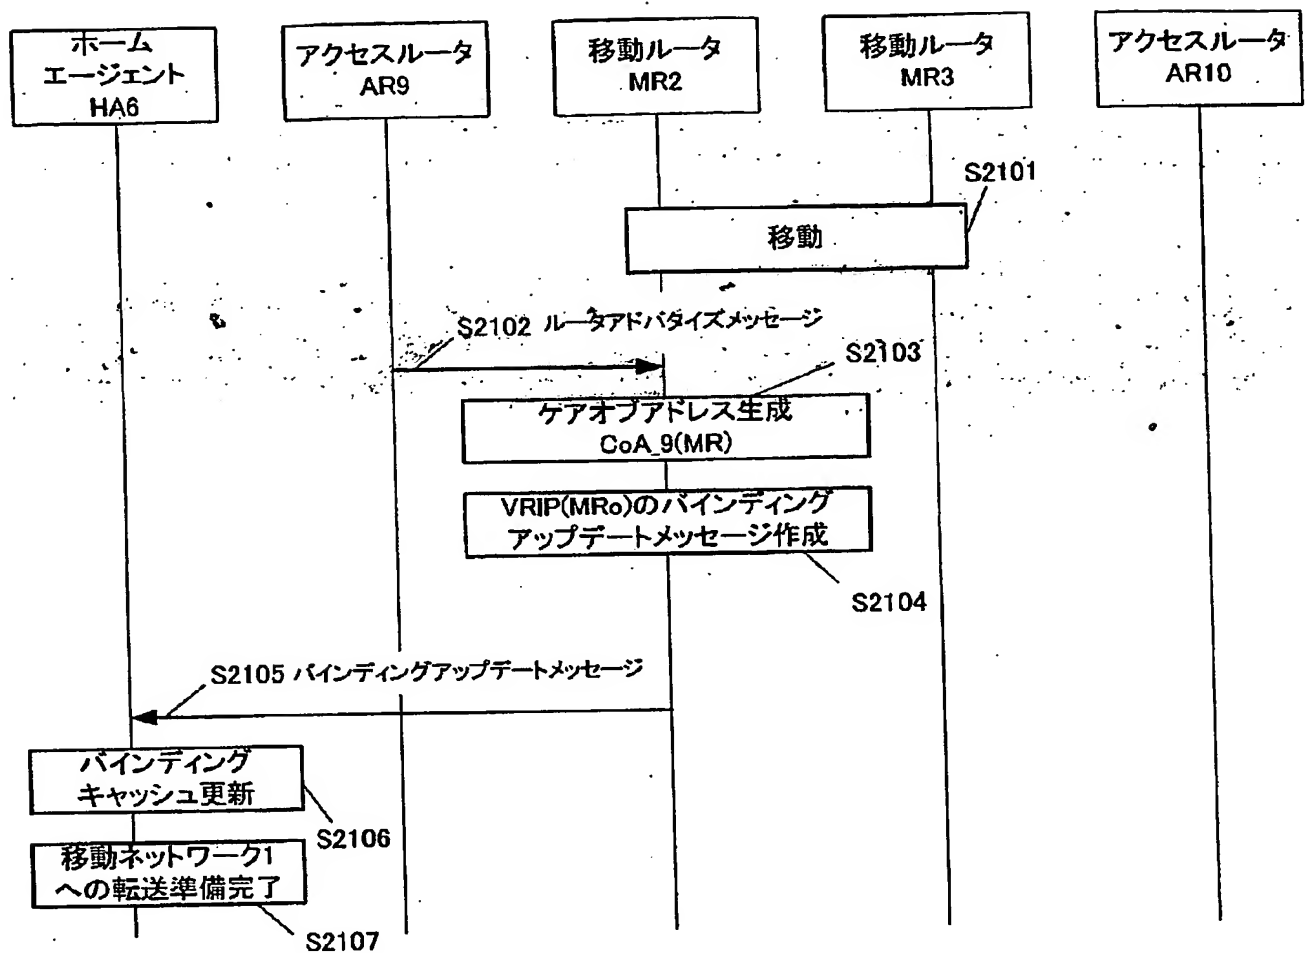 ホーム
エージェント
HA6
アクセスルータ
AR9
移動ルータ
MR2
移動ルータ
MR3
アクセスルータ
AR10
S2101
移動
S2102 ルータアドバタイズメッセージ
S2103
ケアオブアドレス生成
CoA_9(MR)
VRIP(MRo)のバインディング
アップデートメッセージ作成
S2104
S2105 バインディングアップデートメッセージ
バインディング
キャッシュ更新
S2106
移動ネットワーク1
への転送準備完了
S2107